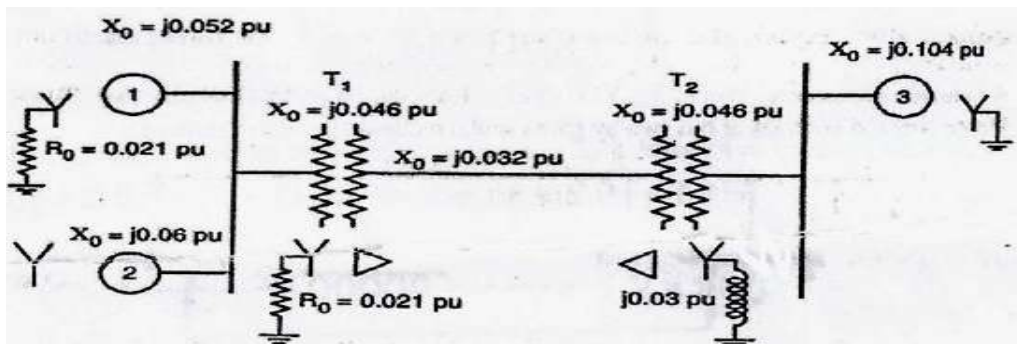 X₀ = j0.052 pu
1
R₀ = 0.021 pu
X₀ = j0.06 pu
2
T₁
X₀ = j0.046 pu
R₀ = 0.021 pu
X₀ = j0.032 pu
T₂
X₀ = j0.046 pu
j0.03 pu
X₀ = j0.104 pu
3